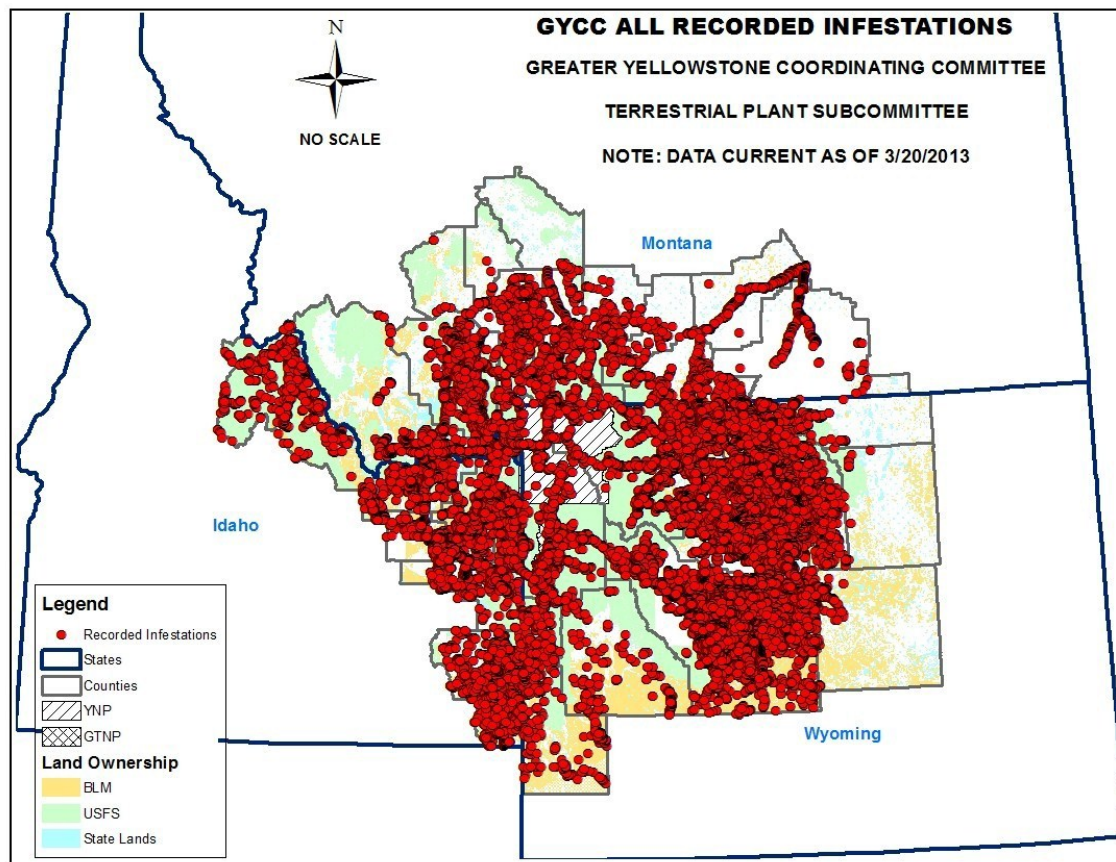 GYCC ALL RECORDED INFESTATIONS
GREATER YELLOWSTONE COORDINATING COMMITTEE
TERRESTRIAL PLANT SUBCOMMITTEE
NOTE: DATA CURRENT AS OF 3/20/2013
N
NO SCALE
Montana
Idaho
Wyoming
Legend
Recorded Infestations
States
Counties
YNP
GTNP
Land Ownership
BLM
USFS
State Lands